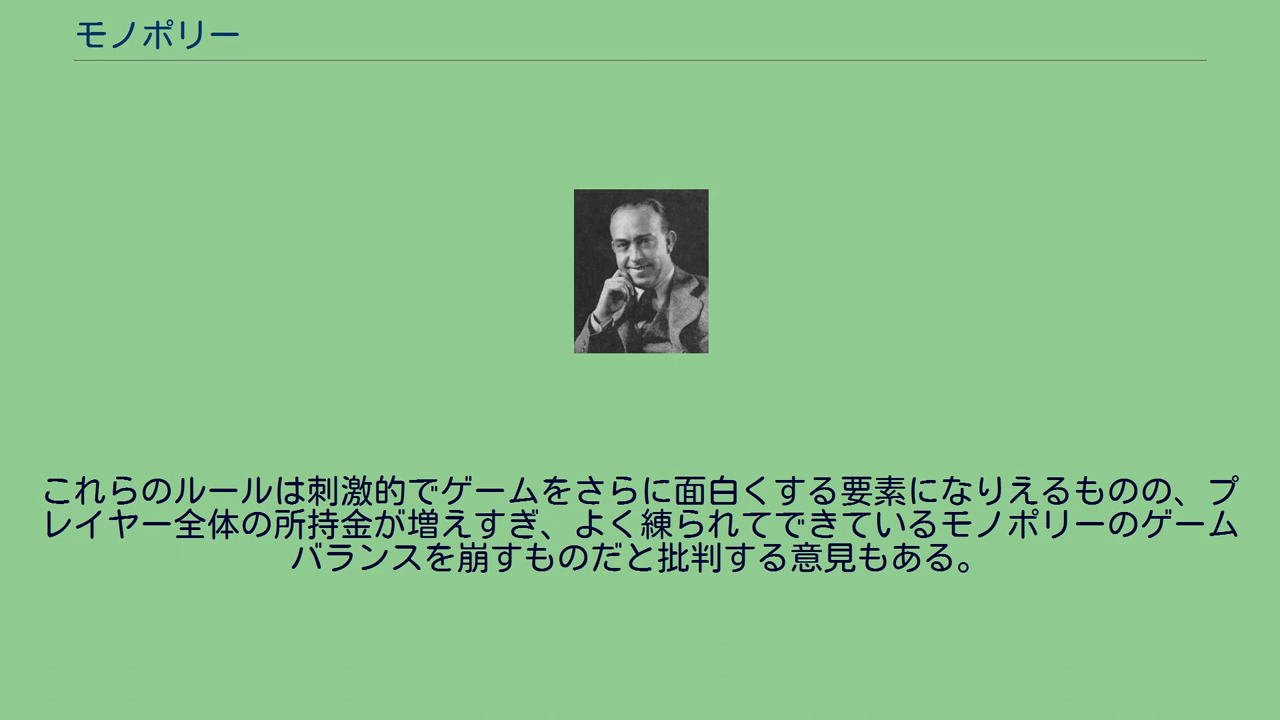 モノポリー
これらのルールは刺激的でゲームをさらに面白くする要素になりえるものの、プ
レイヤー全体の所持金が増えすぎ、よく練られてできているモノポリーのゲーム
バランスを崩すものだと批判する意見もある。